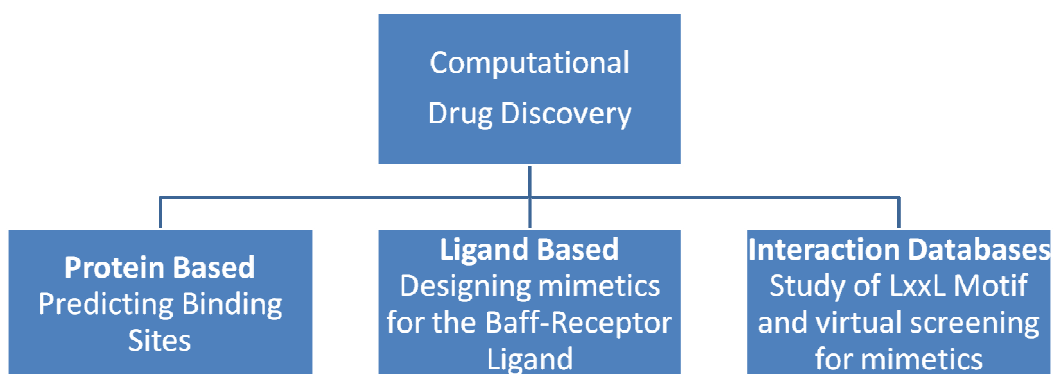 Computational
Drug Discovery
Protein Based
Predicting Binding
Sites
Ligand Based
Designing mimetics
for the Baff-Receptor
Ligand
Interaction Databases
Study of LxxL Motif
and virtual screening
for mimetics